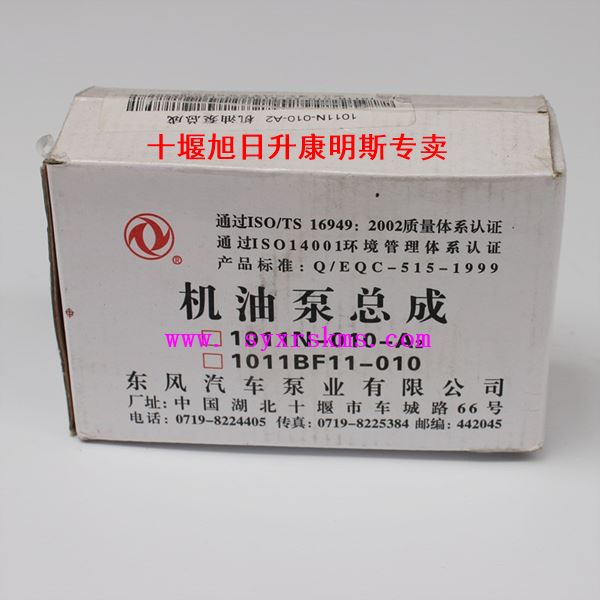 1011N-010-A2 机油泵总成
十堰旭日升康明斯专卖
通过ISO/TS 16949：2002质量体系认证
通过ISO14001环境管理体系认证
产品标准：Q/EQC-515-1999
®
机油泵总成
www.syxrskms.com
□1011N-010-A₂
□1011BF11-010
东风汽车泵业有限公司
厂址：中国湖北十堰市车城路66号
电话：0719-8224405 传真：0719-8225384 邮编：442045